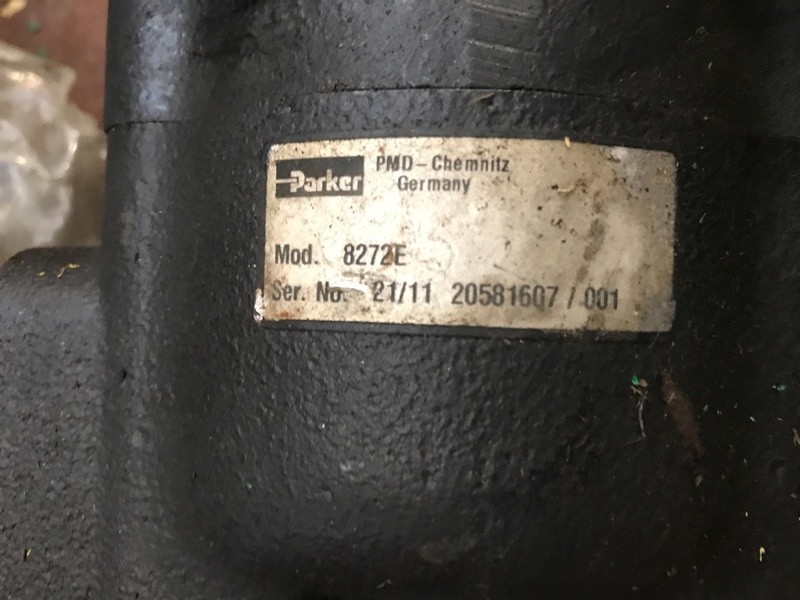 Parker PMD-Chemnitz
Germany
Mod. 8272E
Ser. No. 21/11 20581607 / 001